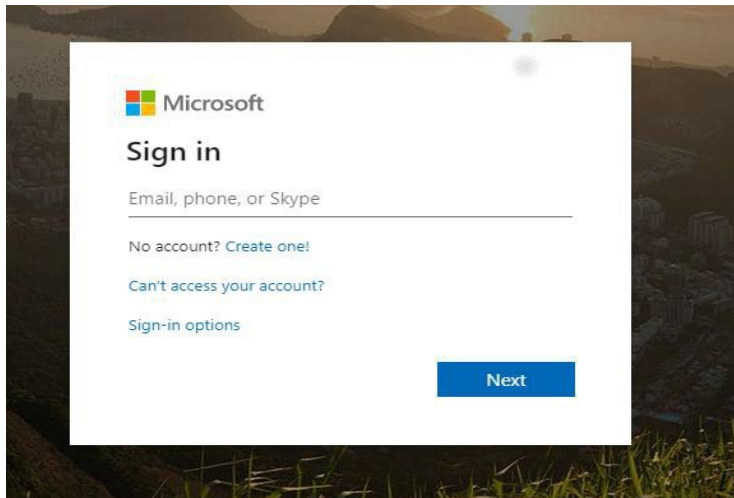 Microsoft
Sign in
Email, phone, or Skype
No account? Create one!
Can't access your account?
Sign-in options
Next